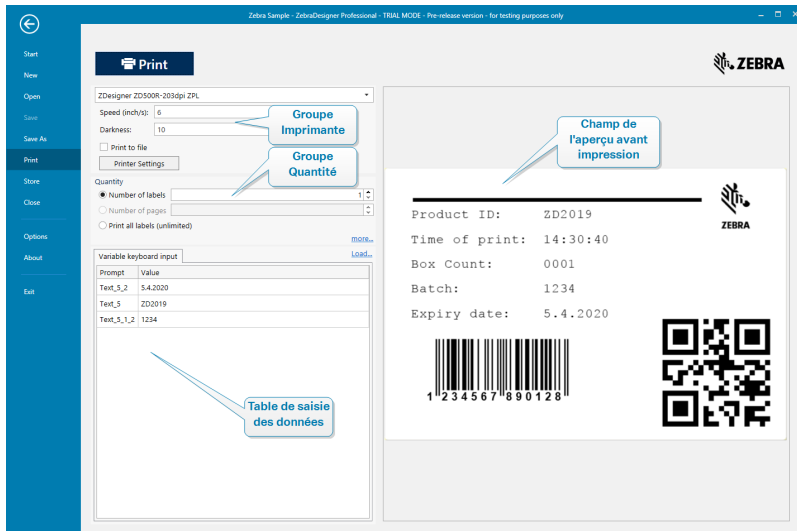 Zebra Sample - ZebraDesigner Professional - TRIAL MODE - Pre-release version - for testing purposes only
Start
New
Open
Save
Save As
Print
Store
Close
Options
About
Exit
Print
ZEBRA
ZDesigner ZD500R-203dpi ZPL
Speed (inch/s): 6
Darkness: 10
Print to file
Printer Settings
Groupe
Imprimante
Groupe
Quantité
Quantity
Number of labels 1
Number of pages
Print all labels (unlimited)
more...
Variable keyboard input
Load...
Prompt Value
Text_5_2 5.4.2020
Text_5 ZD2019
Text_5_1_2 1234
Table de saisie
des données
Champ de
l'aperçu avant
impression
ZEBRA
Product ID: ZD2019
Time of print: 14:30:40
Box Count: 0001
Batch: 1234
Expiry date: 5.4.2020
1 234567 890128